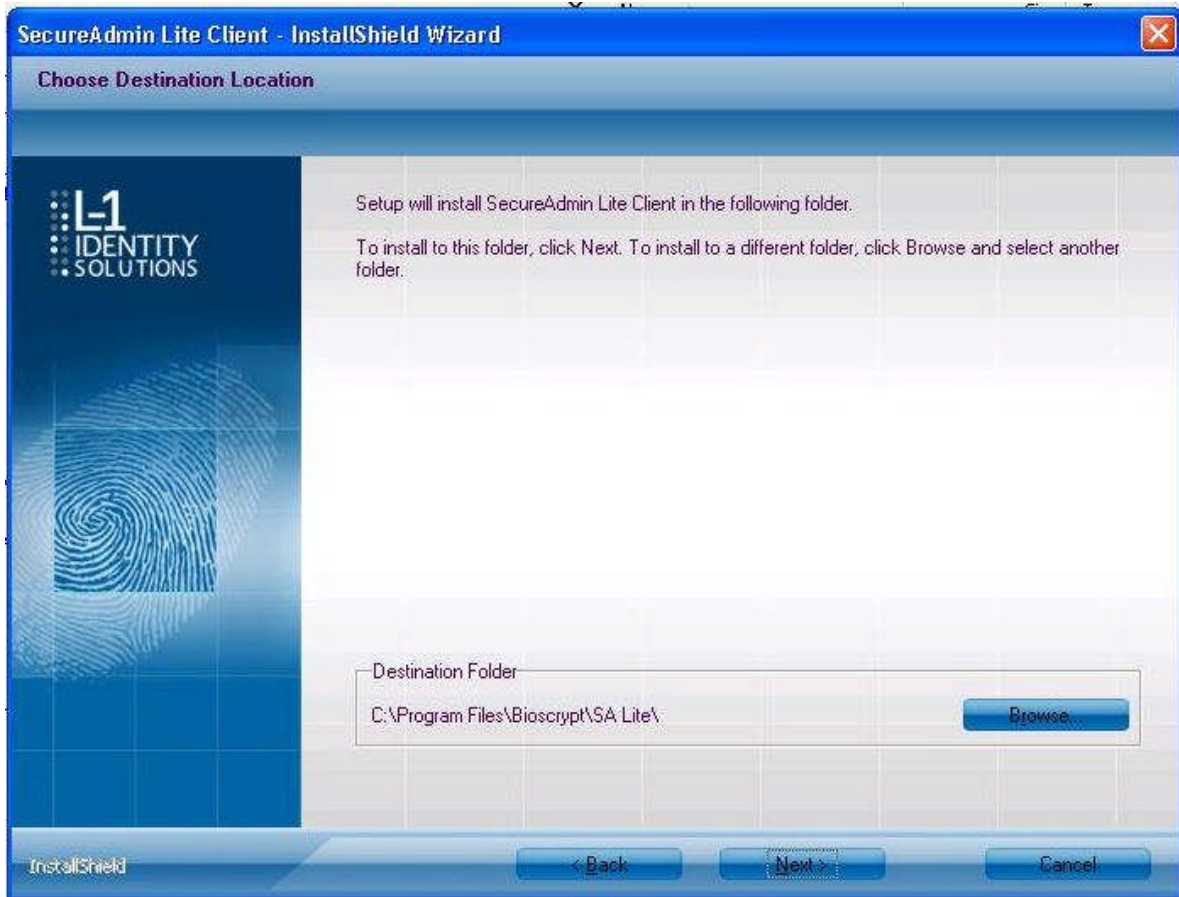 SecureAdmin Lite Client - InstallShield Wizard
Choose Destination Location
L-1
IDENTITY
SOLUTIONS
Setup will install SecureAdmin Lite Client in the following folder.
To install to this folder, click Next. To install to a different folder, click Browse and select another
folder.
Destination Folder
C:\Program Files\Bioscrypt\SA Lite\
Browse...
InstallShield
< Back
Next >
Cancel